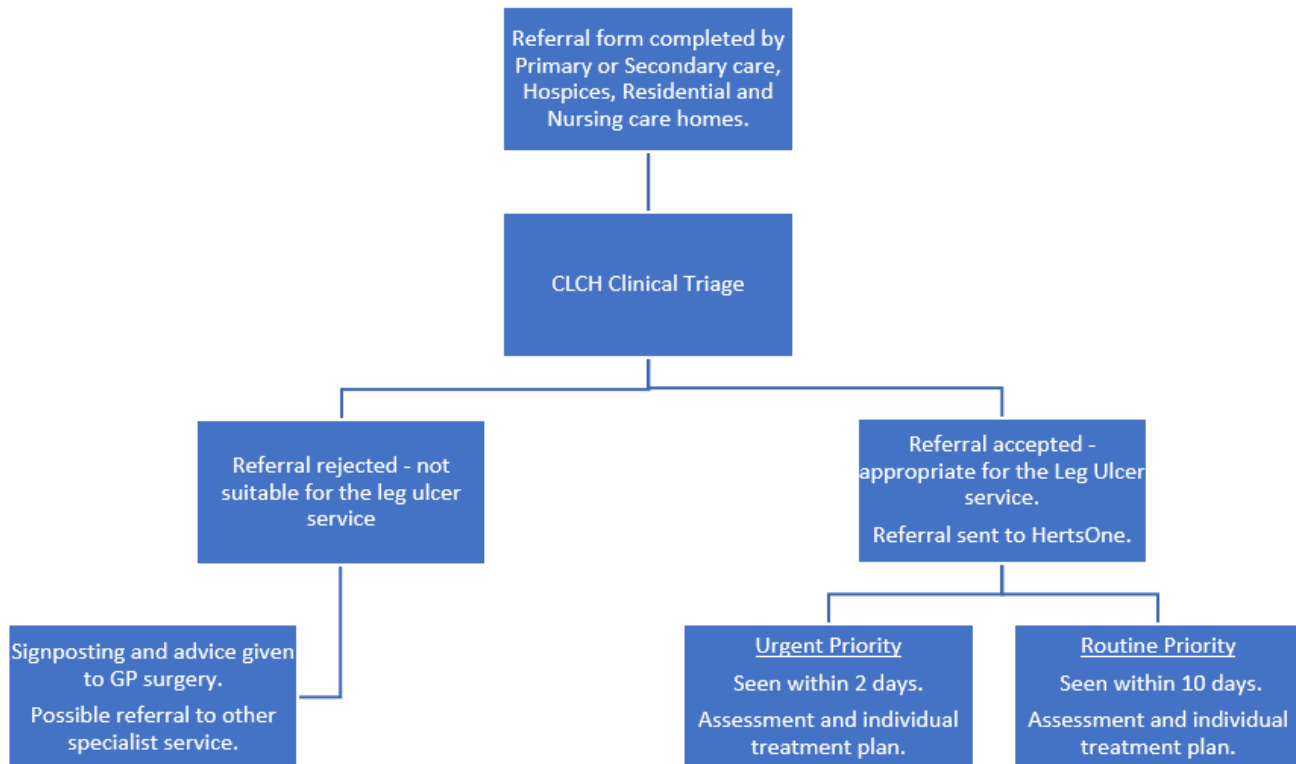 Referral form completed by
Primary or Secondary care,
Hospices, Residential and
Nursing care homes.
CLCH Clinical Triage
Referral rejected - not
suitable for the leg ulcer
service
Referral accepted -
appropriate for the Leg Ulcer
service.
Referral sent to HertsOne.
Signposting and advice given
to GP surgery.
Possible referral to other
specialist service.
Urgent Priority
Seen within 2 days.
Assessment and individual
treatment plan.
Routine Priority
Seen within 10 days.
Assessment and individual
treatment plan.